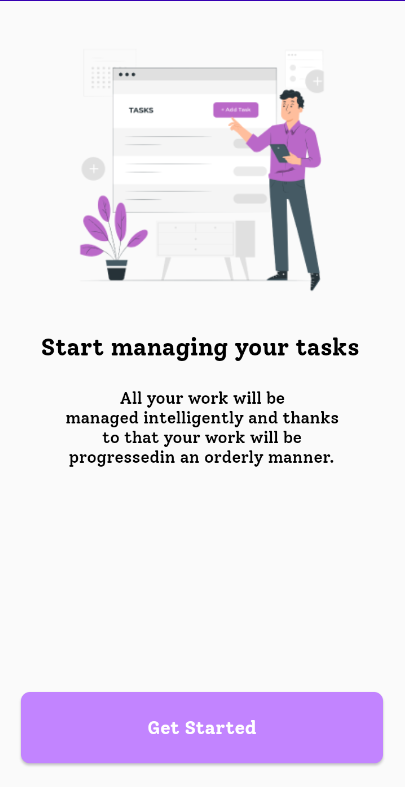 TASKS
+ Add Task
Start managing your tasks
All your work will be
managed intelligently and thanks
to that your work will be
progressedin an orderly manner.
Get Started